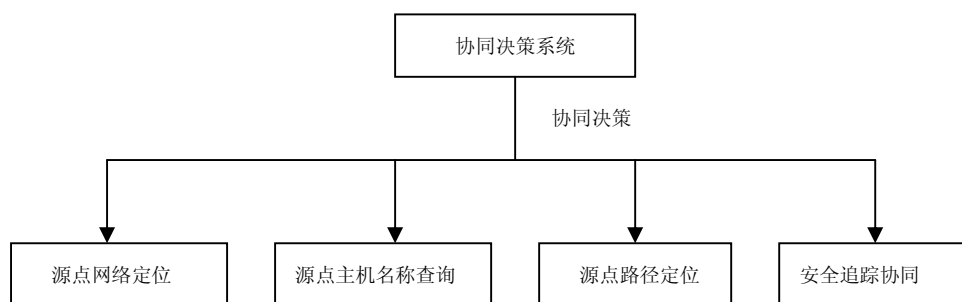 协同决策系统
协同决策
源点网络定位
源点主机名称查询
源点路径定位
安全追踪协同